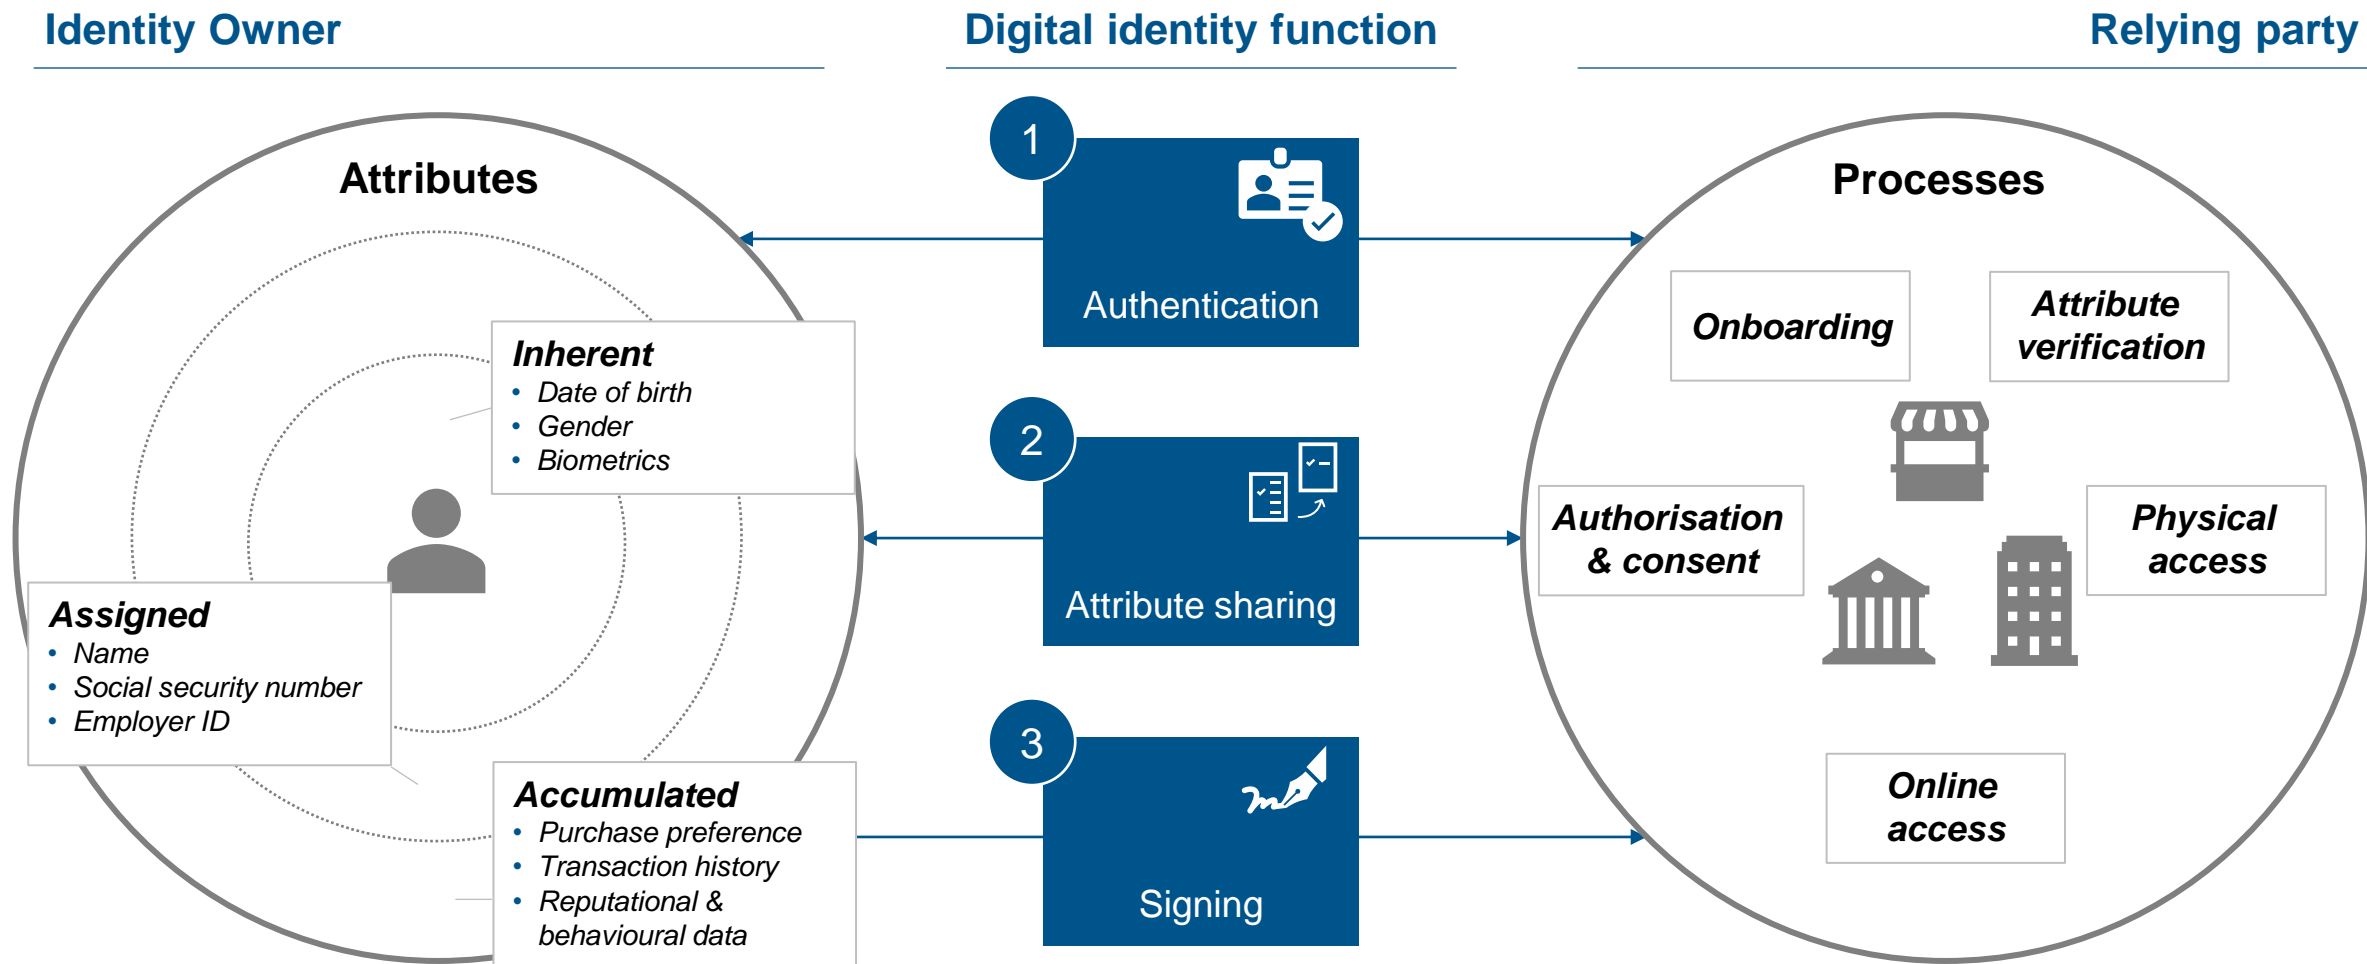 Identity Owner
Digital identity function
Relying party
Attributes
Inherent
• Date of birth
• Gender
• Biometrics
Assigned
• Name
• Social security number
• Employer ID
Accumulated
• Purchase preference
• Transaction history
• Reputational &
behavioural data
1
Authentication
2
Attribute sharing
3
Signing
Processes
Onboarding
Attribute
verification
Authorisation
& consent
Physical
access
Online
access